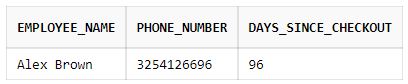 EMPLOYEE_NAME PHONE_NUMBER DAYS_SINCE_CHECKOUT
Alex Brown 3254126696 96